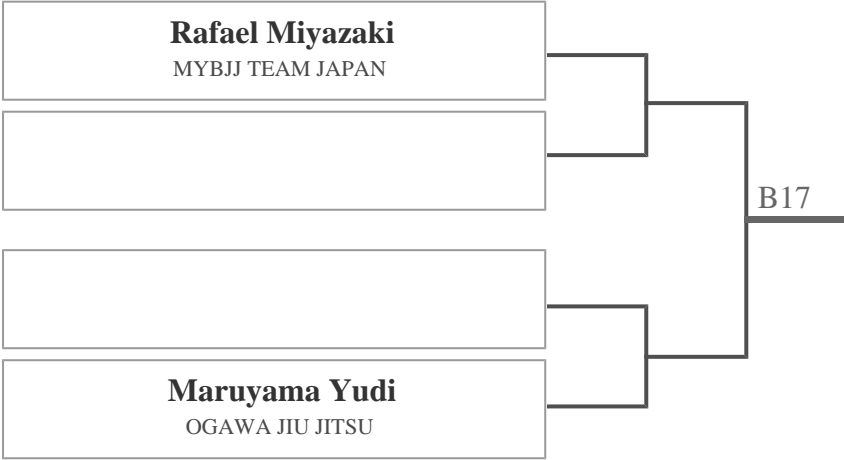 Rafael Miyazaki
MYBJJ TEAM JAPAN
B17
Maruyama Yudi
OGAWA JIU JITSU